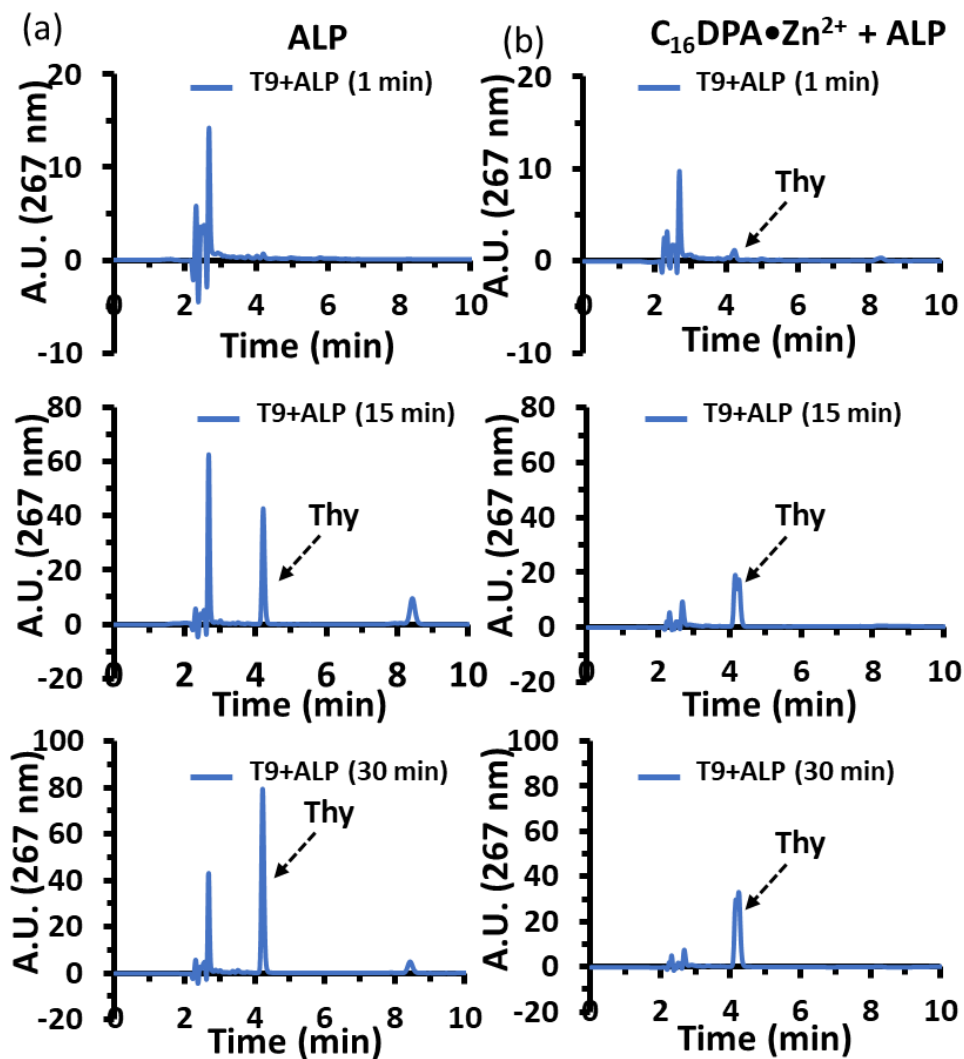 (a)
ALP
(b)
C₁₆DPA•Zn²⁺ + ALP
T9+ALP (1 min)
A.U. (267 nm)
20
10
0
-10
0 2 4 6 8 10
Time (min)
T9+ALP (1 min)
Thy
A.U. (267 nm)
20
10
0
-10
0 2 4 6 8 10
Time (min)
T9+ALP (15 min)
Thy
A.U. (267 nm)
80
60
40
20
0
-20
0 2 4 6 8 10
Time (min)
T9+ALP (15 min)
Thy
A.U. (267 nm)
80
60
40
20
0
-20
0 2 4 6 8 10
Time (min)
T9+ALP (30 min)
Thy
A.U. (267 nm)
100
80
60
40
20
0
-20
0 2 4 6 8 10
Time (min)
T9+ALP (30 min)
Thy
A.U. (267 nm)
100
80
60
40
20
0
-20
0 2 4 6 8 10
Time (min)